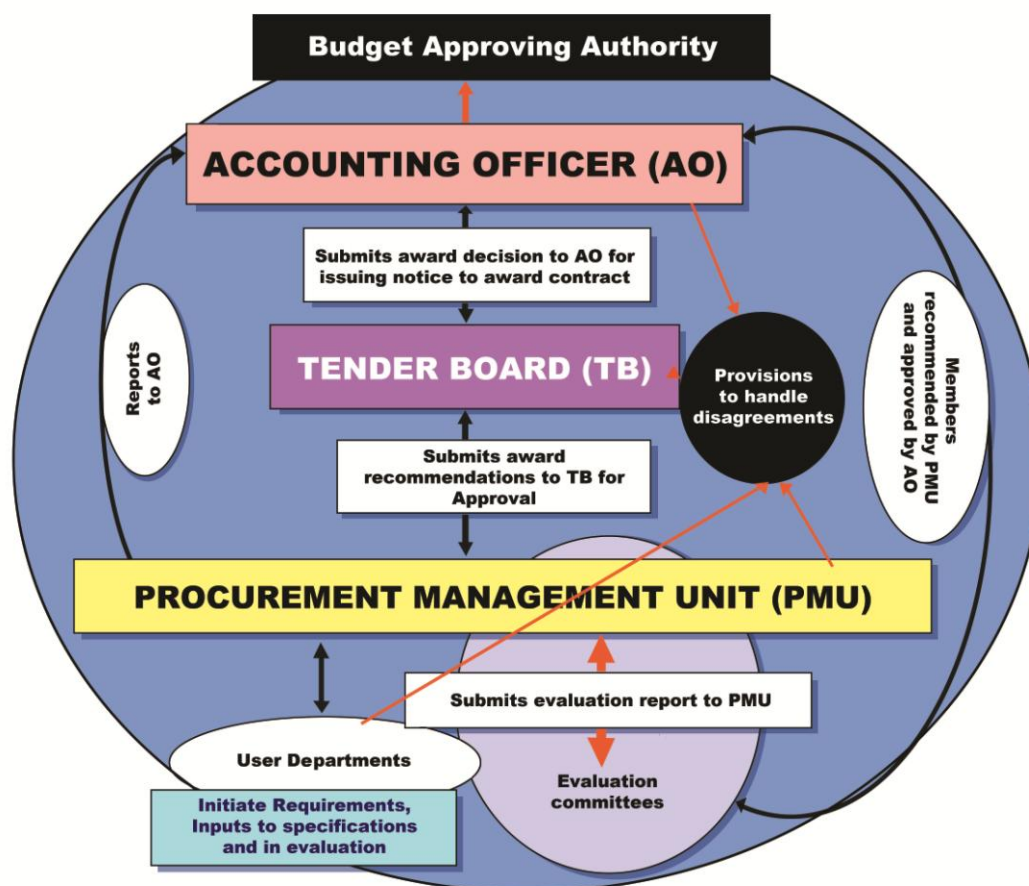 Budget Approving Authority
ACCOUNTING OFFICER (AO)
Submits award decision to AO for
issuing notice to award contract
Reports
to AO
TENDER BOARD (TB)
Provisions
to handle
disagreements
Members
recommended by PMU
and approved by AO
Submits award
recommendations to TB for
Approval
PROCUREMENT MANAGEMENT UNIT (PMU)
Submits evaluation report to PMU
User Departments
Evaluation
committees
Initiate Requirements,
Inputs to specifications
and in evaluation